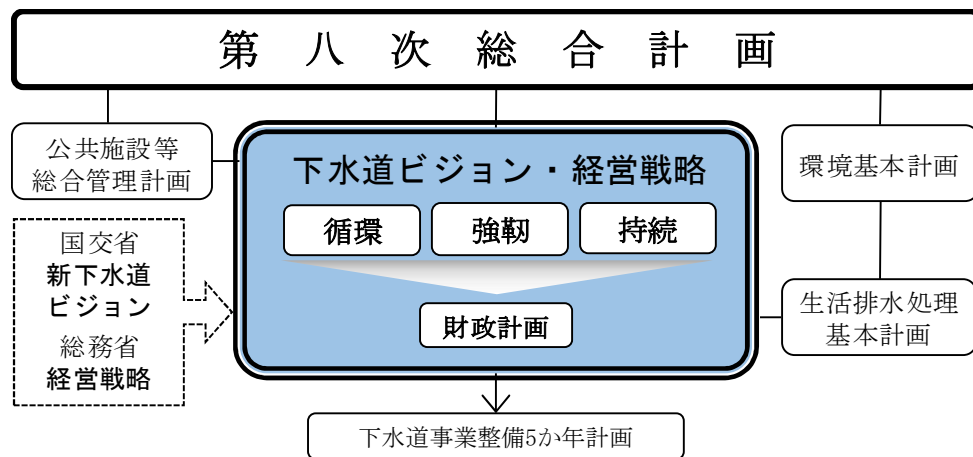 第八次総合計画
公共施設等
総合管理計画
下水道ビジョン・経営戦略
循環
強靭
持続
財政計画
環境基本計画
国交省
新下水道
ビジョン
総務省
経営戦略
生活排水処理
基本計画
下水道事業整備5か年計画